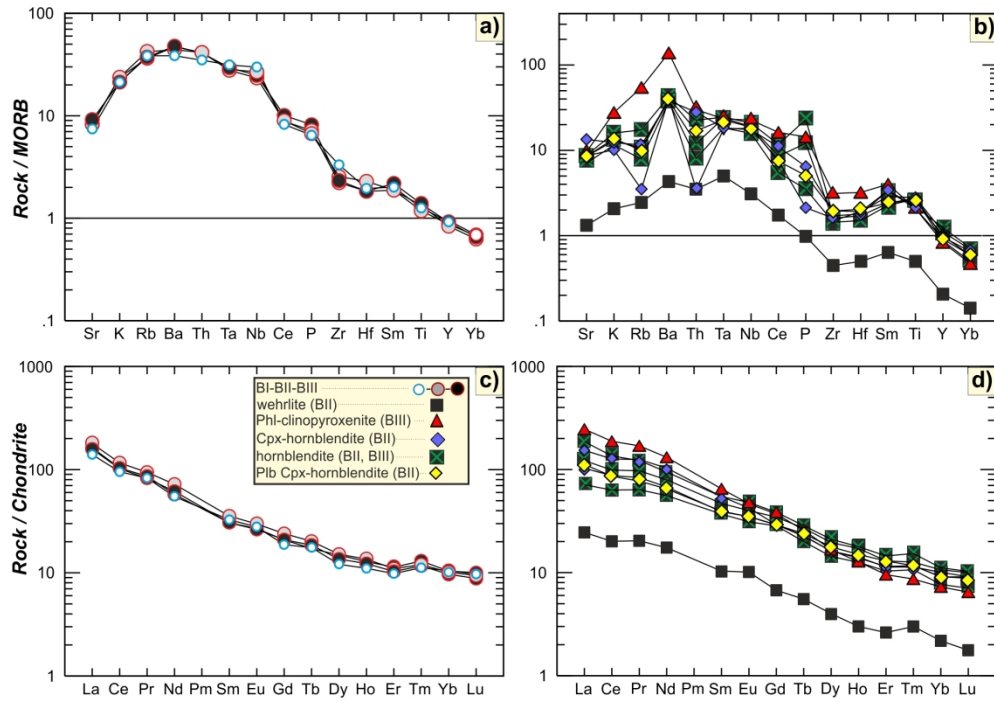 a)
Rock / MORB
100
10
1
.1
Sr K Rb Ba Th Ta Nb Ce P Zr Hf Sm Ti Y Yb
b)
100
10
1
.1
Sr K Rb Ba Th Ta Nb Ce P Zr Hf Sm Ti Y Yb
c)
Rock / Chondrite
1000
100
10
1
BI-BII-BIII
wehrlite (BII)
Phl-clinopyroxenite (BIII)
Cpx-hornblendite (BII)
hornblendite (BII, BIII)
Plb Cpx-hornblendite (BII)
La Ce Pr Nd Pm Sm Eu Gd Tb Dy Ho Er Tm Yb Lu
d)
1000
100
10
1
La Ce Pr Nd Pm Sm Eu Gd Tb Dy Ho Er Tm Yb Lu